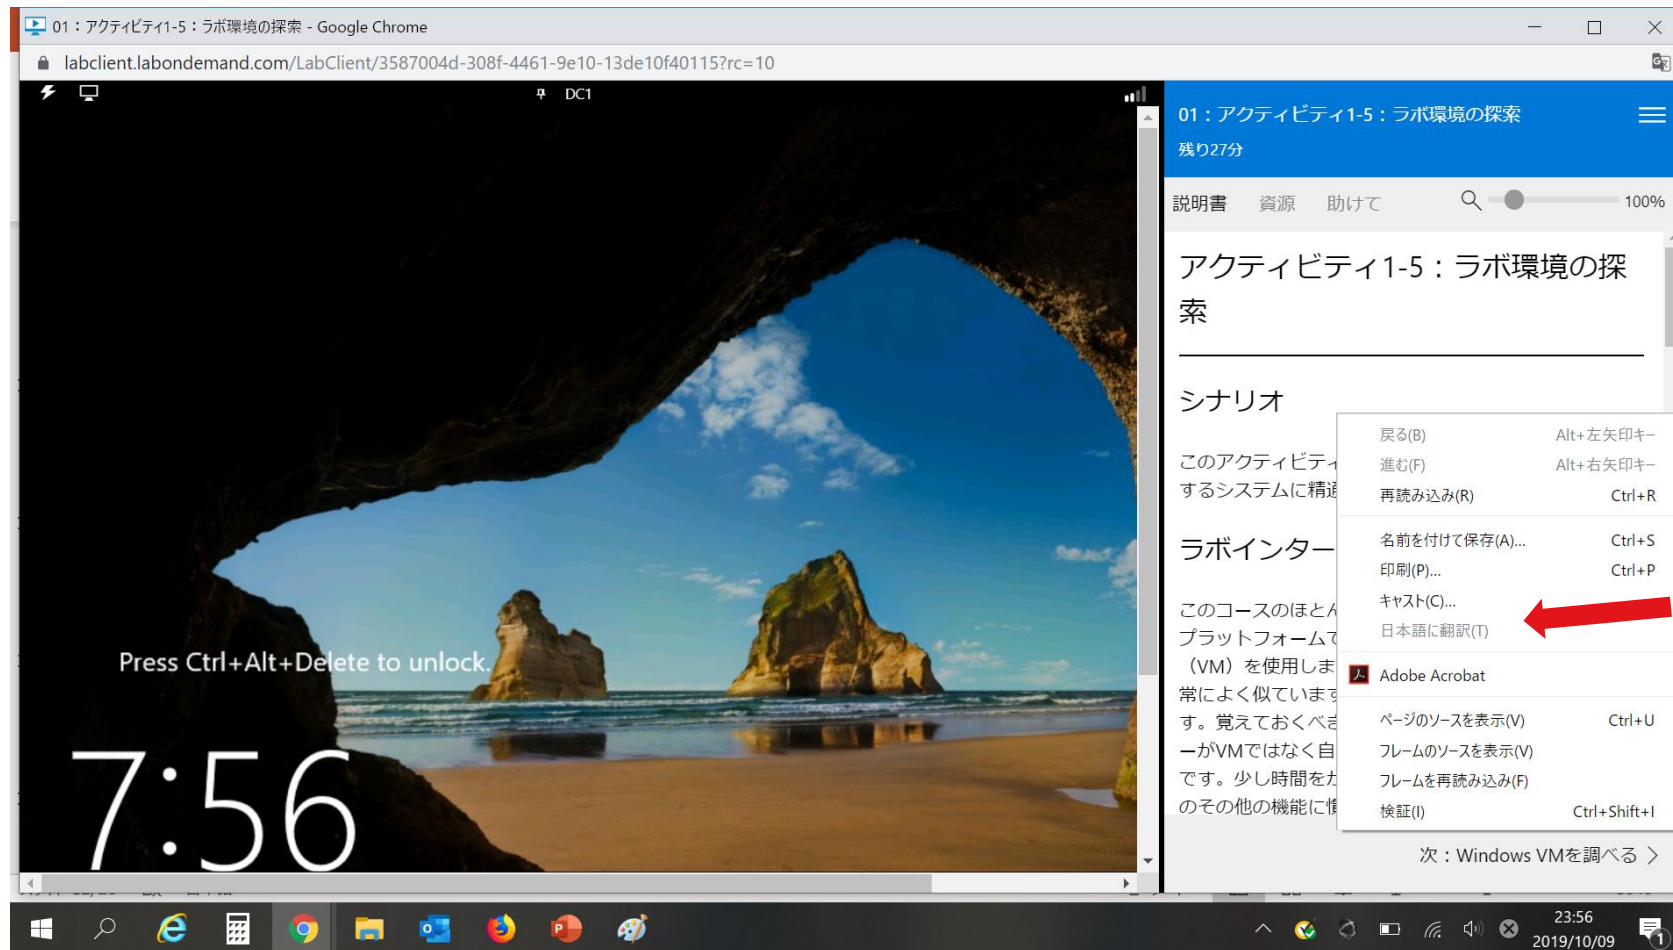 01：アクティビティ1-5：ラボ環境の探索 - Google Chrome
labclient.labondemand.com/LabClient/3587004d-308f-4461-9e10-13de10f40115?rc=10
DC1
Press Ctrl+Alt+Delete to unlock.
7:56
01：アクティビティ1-5：ラボ環境の探索
残り27分
説明書 資源 助けて 100%
アクティビティ1-5：ラボ環境の探
索
シナリオ
このアクティビティ
するシステムに精通
ラボインター
このコースのほとん
プラットフォームで
（VM）を使用しま
常によく似ています
す。覚えておくべき
ーがVMではなく自
です。少し時間をか
のその他の機能に慣
戻る(B) Alt+左矢印キー
進む(F) Alt+右矢印キー
再読み込み(R) Ctrl+R
名前を付けて保存(A)... Ctrl+S
印刷(P)... Ctrl+P
キャスト(C)...
日本語に翻訳(T)
Adobe Acrobat
ページのソースを表示(V) Ctrl+U
フレームのソースを表示(V)
フレームを再読み込み(F)
検証(I) Ctrl+Shift+I
次：Windows VMを調べる
23:56
2019/10/09
1